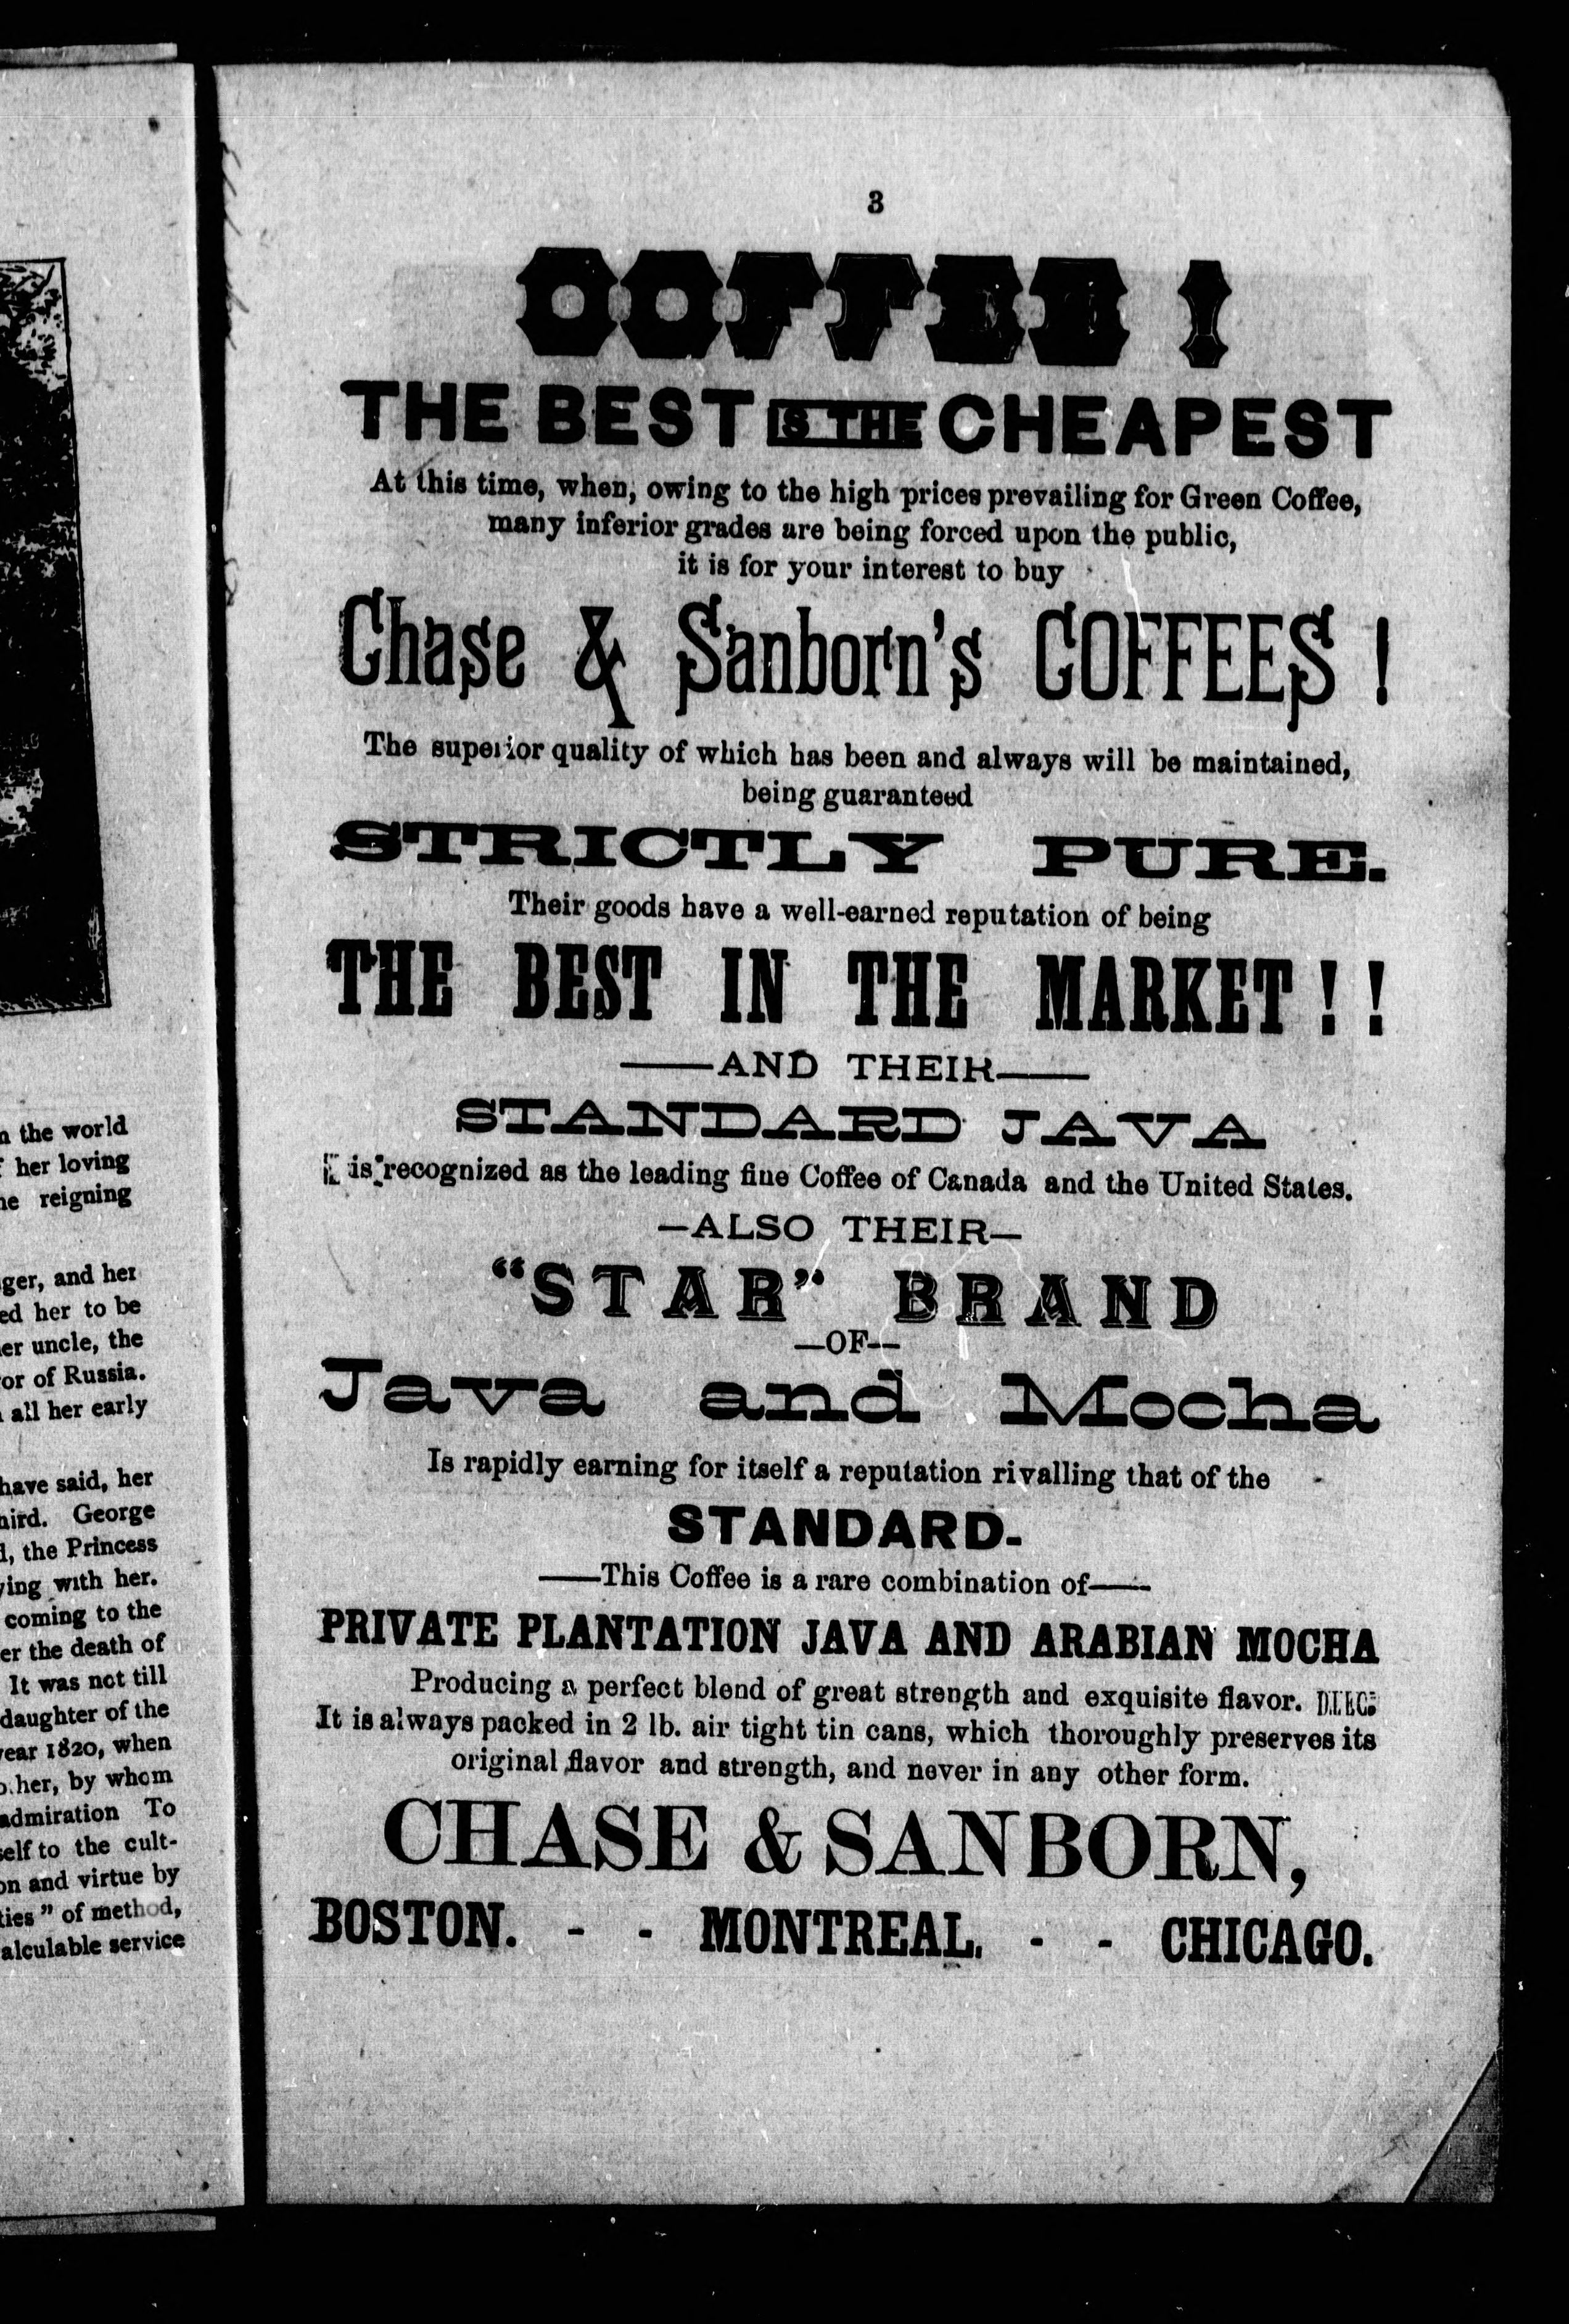 n the world
her loving
reigning
ger, and her
ed her to be
er uncle, the
or of Russia.
all her early
have said, her
hird. George
d, the Princess
ying with her.
coming to the
er the death of
It was not till
daughter of the
year 1820, when
o her, by whom
admiration To
self to the cult-
on and virtue by
ties" of method,
alculable service
3
COFFEE !
THE BEST IS THE CHEAPEST
At this time, when, owing to the high prices prevailing for Green Coffee,
many inferior grades are being forced upon the public,
it is for your interest to buy
Chase & Sanborn's COFFEES !
The superior quality of which has been and always will be maintained,
being guaranteed
STRICTLY PURE.
Their goods have a well-earned reputation of being
THE BEST IN THE MARKET ! !
——AND THEIR——
STANDARD JAVA
is recognized as the leading fine Coffee of Canada and the United States.
—ALSO THEIR—
"STAR" BRAND
—OF—
Java and Mocha
Is rapidly earning for itself a reputation rivalling that of the
STANDARD.
——This Coffee is a rare combination of——
PRIVATE PLANTATION JAVA AND ARABIAN MOCHA
Producing a perfect blend of great strength and exquisite flavor.
It is always packed in 2 lb. air tight tin cans, which thoroughly preserves its
original flavor and strength, and never in any other form.
CHASE & SANBORN,
BOSTON. - - MONTREAL. - - CHICAGO.